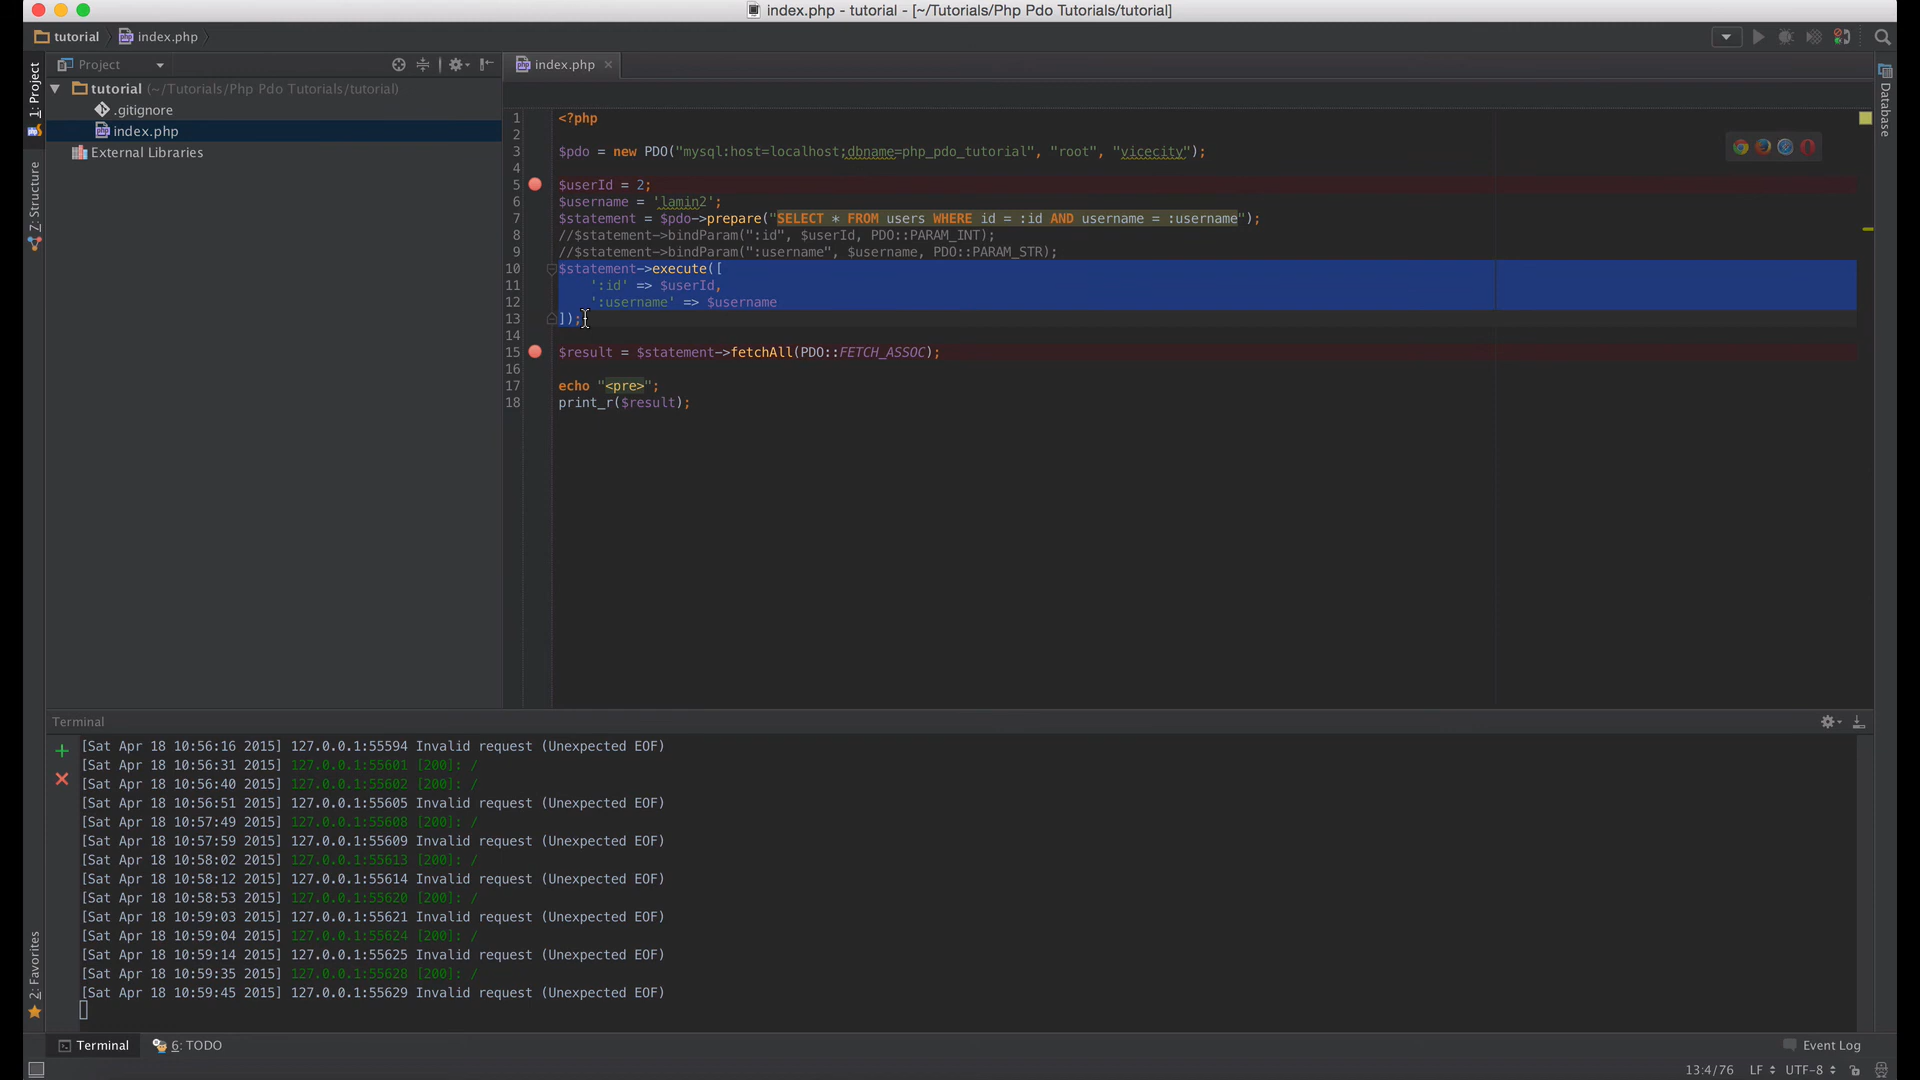 index.php - tutorial - [~/Tutorials/Php Pdo Tutorials/tutorial]
tutorial index.php
1: Project
7: Structure
2: Favorites
Project
tutorial (~/Tutorials/Php Pdo Tutorials/tutorial)
.gitignore
index.php
External Libraries
index.php
Database
1 <?php
2
3 $pdo = new PDO("mysql:host=localhost;dbname=php_pdo_tutorial", "root", "vicecity");
4
5 $userId = 2;
6 $username = 'lamin2';
7 $statement = $pdo->prepare("SELECT * FROM users WHERE id = :id AND username = :username");
8 //$statement->bindParam(":id", $userId, PDO::PARAM_INT);
9 //$statement->bindParam(":username", $username, PDO::PARAM_STR);
10 $statement->execute([
11 ':id' => $userId,
12 ':username' => $username
13 ]);
14
15 $result = $statement->fetchAll(PDO::FETCH_ASSOC);
16
17 echo "<pre>";
18 print_r($result);
Terminal
[Sat Apr 18 10:56:16 2015] 127.0.0.1:55594 Invalid request (Unexpected EOF)
[Sat Apr 18 10:56:31 2015] 127.0.0.1:55601 [200]: /
[Sat Apr 18 10:56:40 2015] 127.0.0.1:55602 [200]: /
[Sat Apr 18 10:56:51 2015] 127.0.0.1:55605 Invalid request (Unexpected EOF)
[Sat Apr 18 10:57:49 2015] 127.0.0.1:55608 [200]: /
[Sat Apr 18 10:57:59 2015] 127.0.0.1:55609 Invalid request (Unexpected EOF)
[Sat Apr 18 10:58:02 2015] 127.0.0.1:55613 [200]: /
[Sat Apr 18 10:58:12 2015] 127.0.0.1:55614 Invalid request (Unexpected EOF)
[Sat Apr 18 10:58:53 2015] 127.0.0.1:55620 [200]: /
[Sat Apr 18 10:59:03 2015] 127.0.0.1:55621 Invalid request (Unexpected EOF)
[Sat Apr 18 10:59:04 2015] 127.0.0.1:55624 [200]: /
[Sat Apr 18 10:59:14 2015] 127.0.0.1:55625 Invalid request (Unexpected EOF)
[Sat Apr 18 10:59:35 2015] 127.0.0.1:55628 [200]: /
[Sat Apr 18 10:59:45 2015] 127.0.0.1:55629 Invalid request (Unexpected EOF)
Terminal 6: TODO Event Log
13:4/76 LF UTF-8